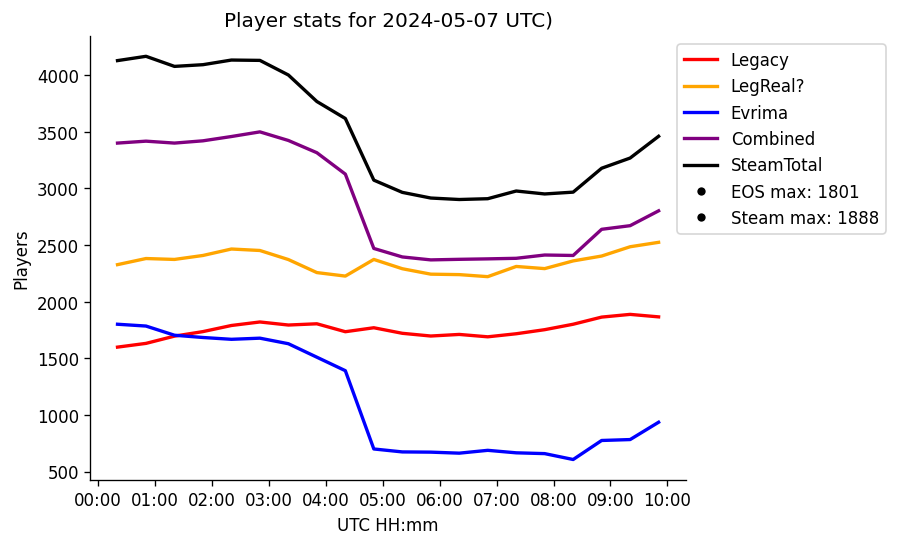 Player stats for 2024-05-07 UTC)
Players
4000
3500
3000
2500
2000
1500
1000
500
00:00 01:00 02:00 03:00 04:00 05:00 06:00 07:00 08:00 09:00 10:00
UTC HH:mm
Legacy
LegReal?
Evrima
Combined
SteamTotal
EOS max: 1801
Steam max: 1888